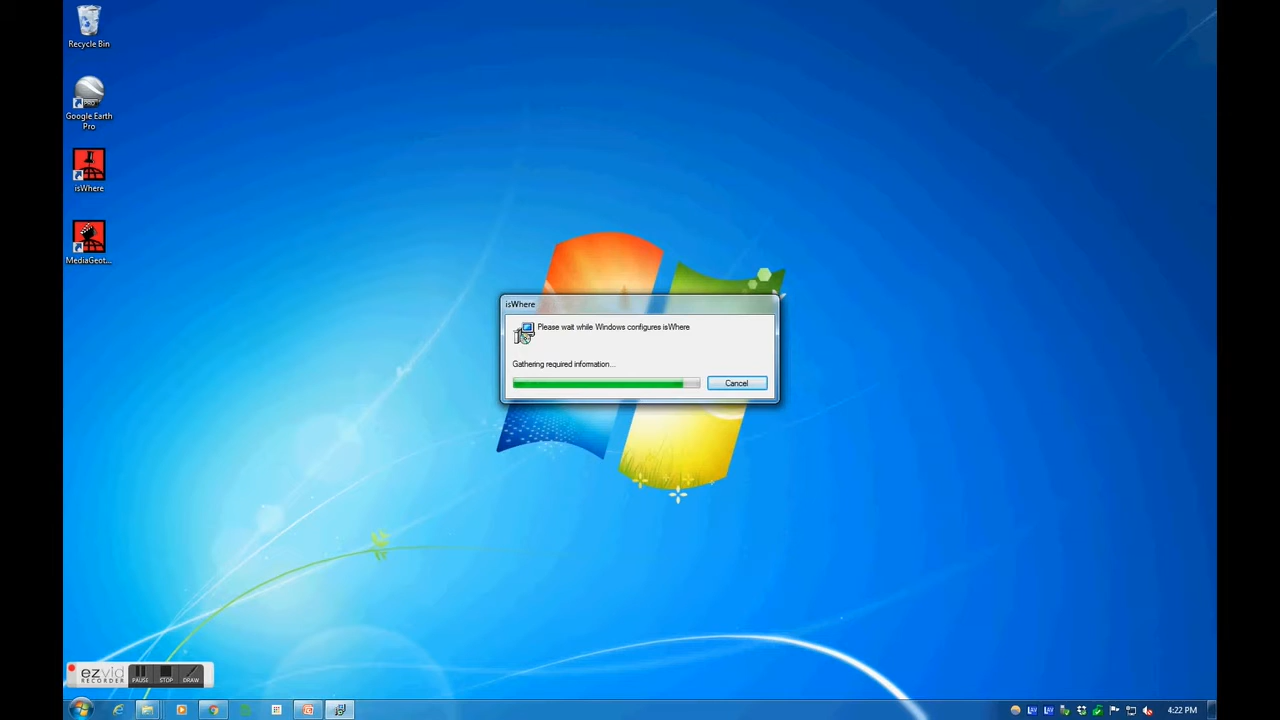 Recycle Bin
Google Earth
Pro
isWhere
MediaGeot...
isWhere
Please wait while Windows configures isWhere
Gathering required information...
Cancel
ezvid
RECORDER
PAUSE
STOP
DRAW
4:22 PM